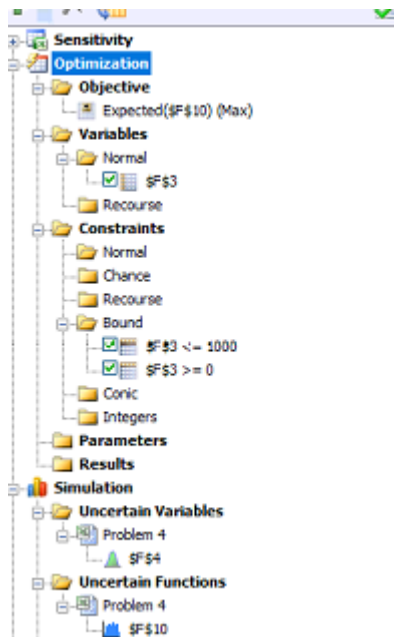 Sensitivity
Optimization
Objective
Expected($F$10) (Max)
Variables
Normal
$F$3
Recourse
Constraints
Normal
Chance
Recourse
Bound
$F$3 <= 1000
$F$3 >= 0
Conic
Integers
Parameters
Results
Simulation
Uncertain Variables
Problem 4
$F$4
Uncertain Functions
Problem 4
$F$10